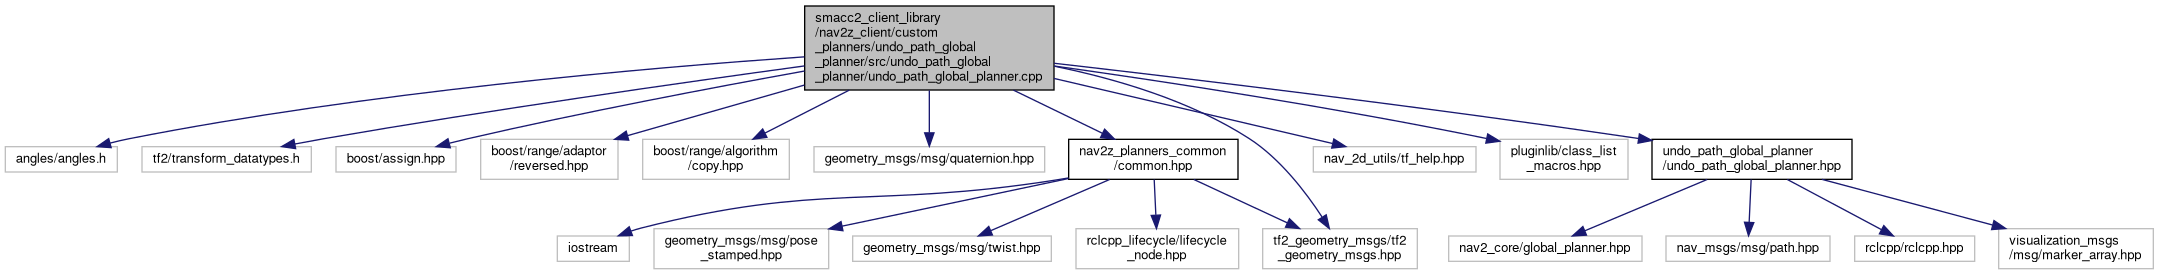 smacc2_client_library
/nav2z_client/custom
_planners/undo_path_global
_planner/src/undo_path_global
_planner/undo_path_global_planner.cpp
angles/angles.h
tf2/transform_datatypes.h
boost/assign.hpp
boost/range/adaptor
/reversed.hpp
boost/range/algorithm
/copy.hpp
geometry_msgs/msg/quaternion.hpp
nav2z_planners_common
/common.hpp
nav_2d_utils/tf_help.hpp
pluginlib/class_list
_macros.hpp
undo_path_global_planner
/undo_path_global_planner.hpp
iostream
geometry_msgs/msg/pose
_stamped.hpp
geometry_msgs/msg/twist.hpp
rclcpp_lifecycle/lifecycle
_node.hpp
tf2_geometry_msgs/tf2
_geometry_msgs.hpp
nav2_core/global_planner.hpp
nav_msgs/msg/path.hpp
rclcpp/rclcpp.hpp
visualization_msgs
/msg/marker_array.hpp